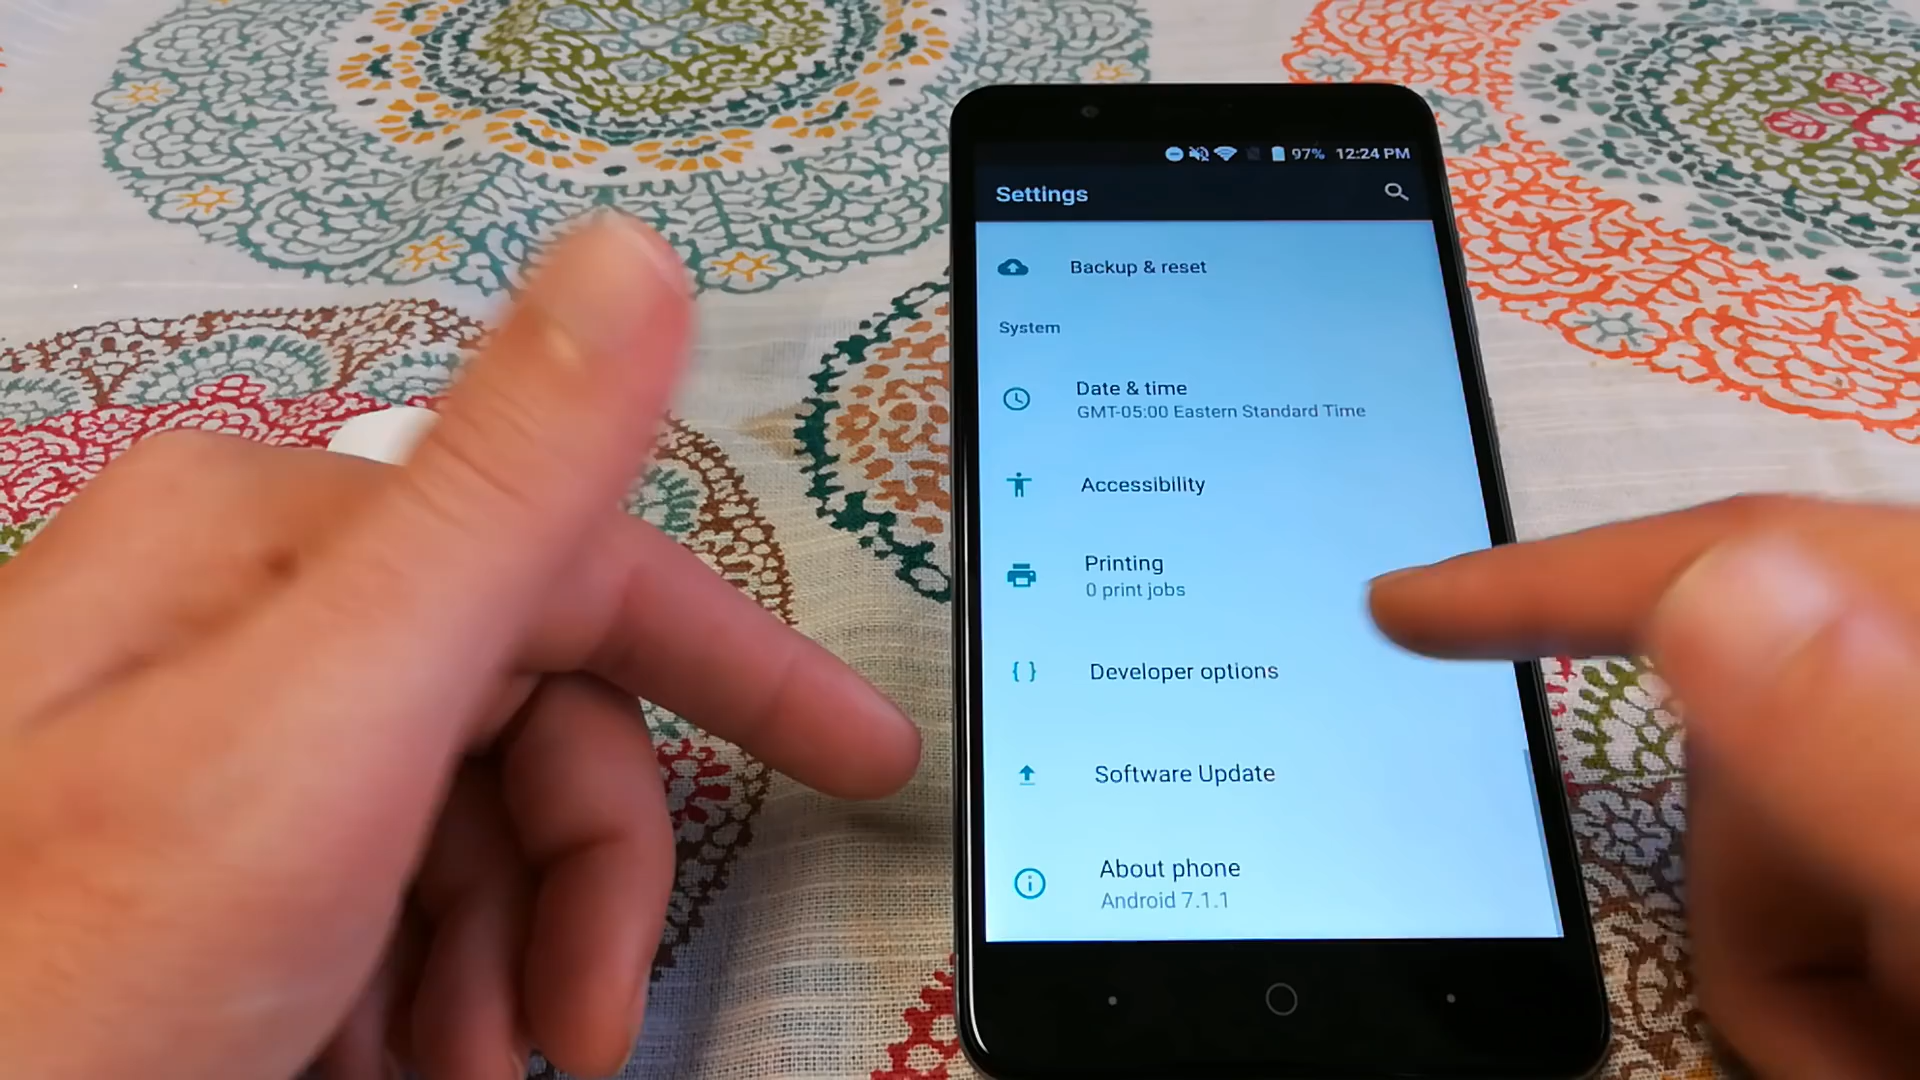 97% 12:24 PM
Settings
Backup & reset
System
Date & time
GMT-05:00 Eastern Standard Time
Accessibility
Printing
0 print jobs
Developer options
Software Update
About phone
Android 7.1.1